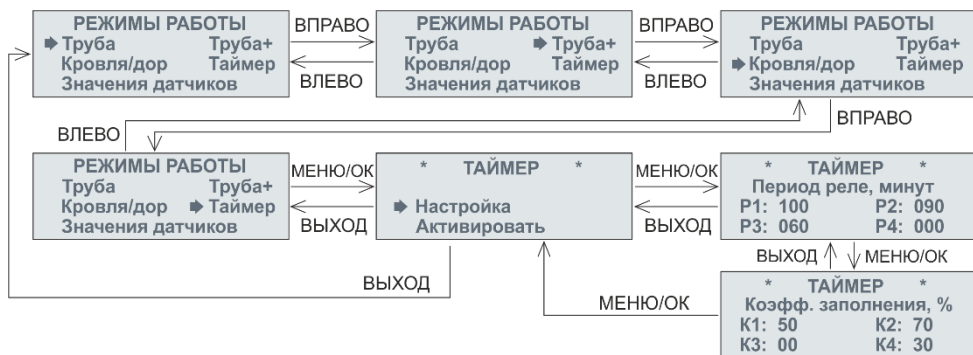 РЕЖИМЫ РАБОТЫ
Труба Труба+
Кровля/дор Таймер
Значения датчиков
ВПРАВО
ВЛЕВО
РЕЖИМЫ РАБОТЫ
Труба Труба+
Кровля/дор Таймер
Значения датчиков
ВПРАВО
ВЛЕВО
РЕЖИМЫ РАБОТЫ
Труба Труба+
Кровля/дор Таймер
Значения датчиков
ВЛЕВО
ВПРАВО
РЕЖИМЫ РАБОТЫ
Труба Труба+
Кровля/дор Таймер
Значения датчиков
МЕНЮ/ОК
ВЫХОД
* ТАЙМЕР *
Настройка
Активировать
МЕНЮ/ОК
ВЫХОД
* ТАЙМЕР *
Период реле, минут
P1: 100 P2: 090
P3: 060 P4: 000
ВЫХОД
МЕНЮ/ОК
ВЫХОД
МЕНЮ/ОК
* ТАЙМЕР *
Коэфф. заполнения, %
К1: 50 К2: 70
К3: 00 К4: 30